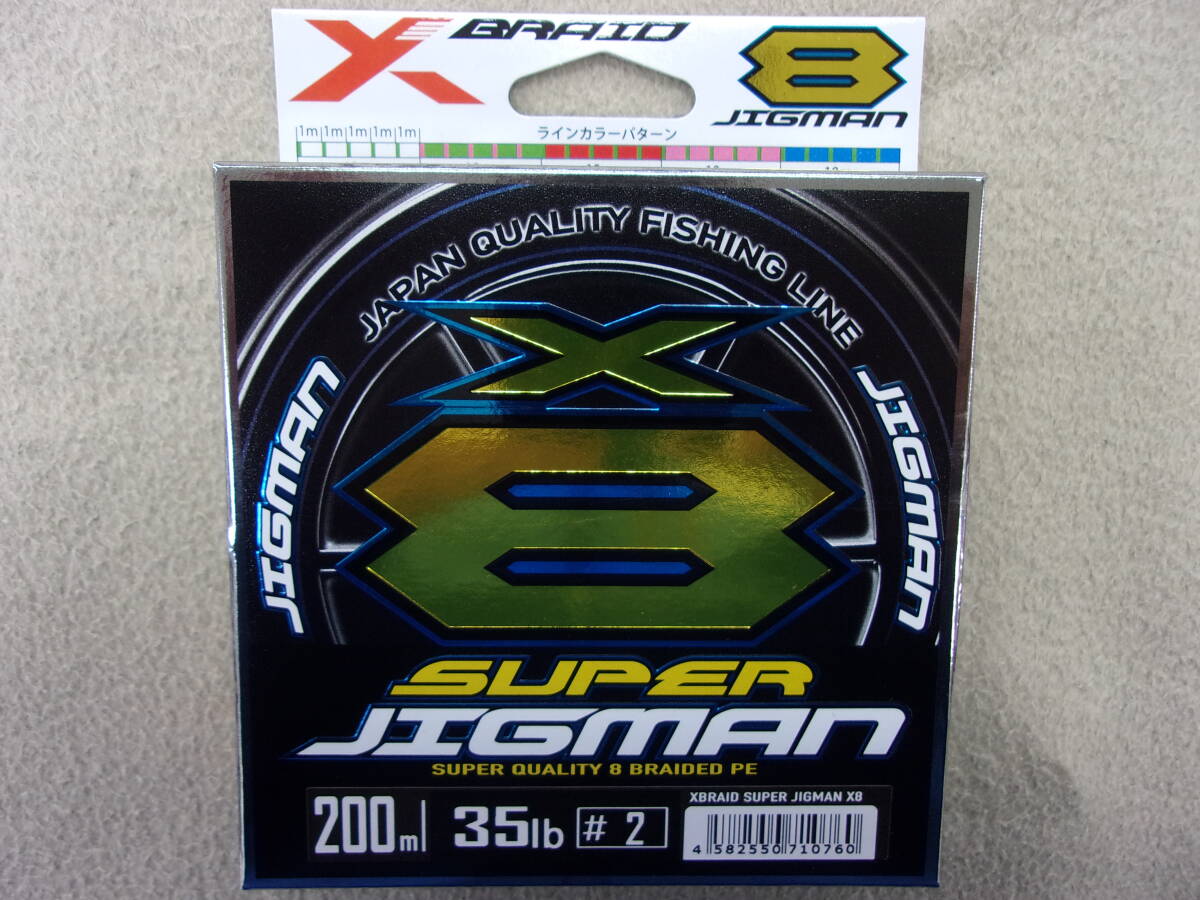 X BRAID
8
JIGMAN
ラインカラーパターン
1m 1m 1m 1m 1m
JAPAN QUALITY FISHING LINE
X
8
JIGMAN
JIGMAN
SUPER
JIGMAN
SUPER QUALITY 8 BRAIDED PE
200m
35lb
# 2
XBRAID SUPER JIGMAN X8
4 582550 710760